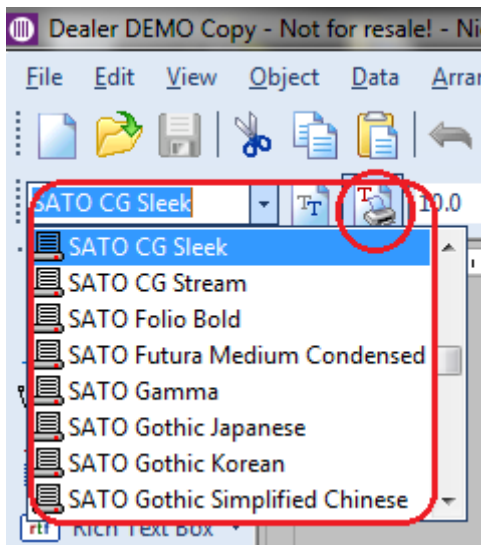 Dealer DEMO Copy - Not for resale! - Ni
File Edit View Object Data Arrar
SATO CG Sleek 10.0
SATO CG Sleek
SATO CG Stream
SATO Folio Bold
SATO Futura Medium Condensed
SATO Gamma
SATO Gothic Japanese
SATO Gothic Korean
SATO Gothic Simplified Chinese
rtf Rich Text Box